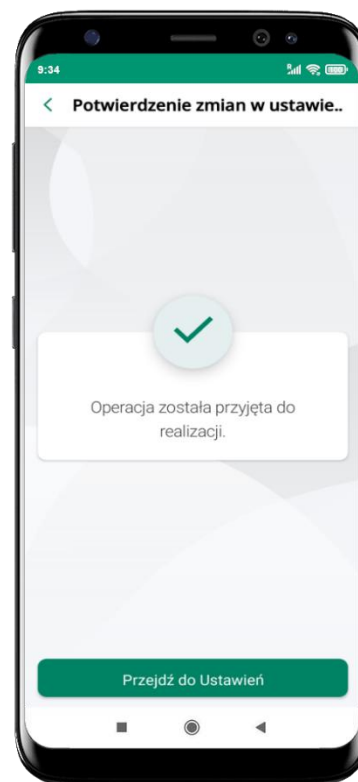 9:34
Potwierdzenie zmian w ustawie..
Operacja została przyjęta do
realizacji.
Przejdź do Ustawień